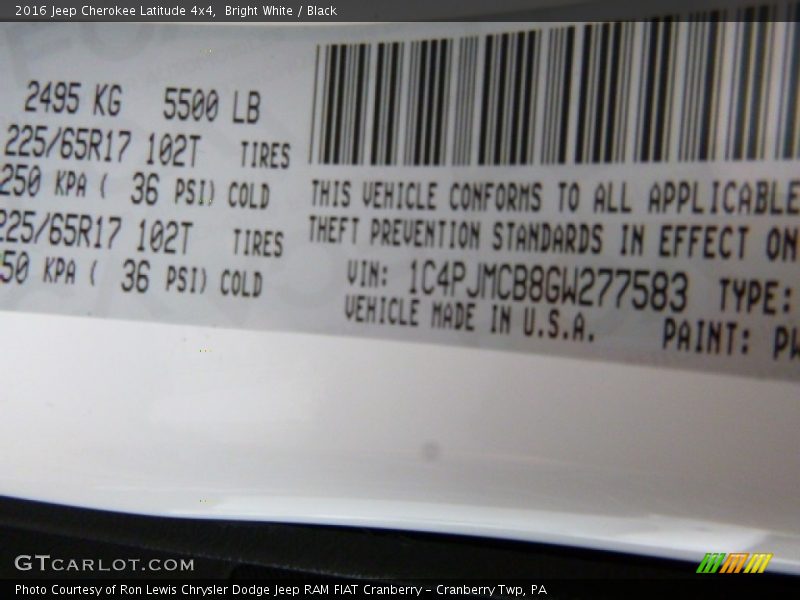 2016 Jeep Cherokee Latitude 4x4, Bright White / Black
2495 KG 5500 LB
225/65R17 102T TIRES
250 KPA ( 36 PSI) COLD
225/65R17 102T TIRES
50 KPA ( 36 PSI) COLD
THIS VEHICLE CONFORMS TO ALL APPLICABLE
THEFT PREVENTION STANDARDS IN EFFECT ON
VIN: 1C4PJMCB8GW277583 TYPE:
VEHICLE MADE IN U.S.A. PAINT: PW
GTCARLOT.COM
Photo Courtesy of Ron Lewis Chrysler Dodge Jeep RAM FIAT Cranberry – Cranberry Twp, PA